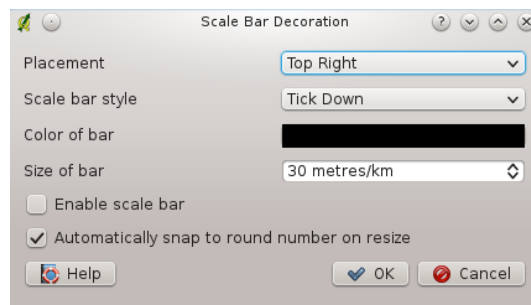 Scale Bar Decoration
Placement Top Right
Scale bar style Tick Down
Color of bar
Size of bar 30 metres/km
Enable scale bar
Automatically snap to round number on resize
Help OK Cancel